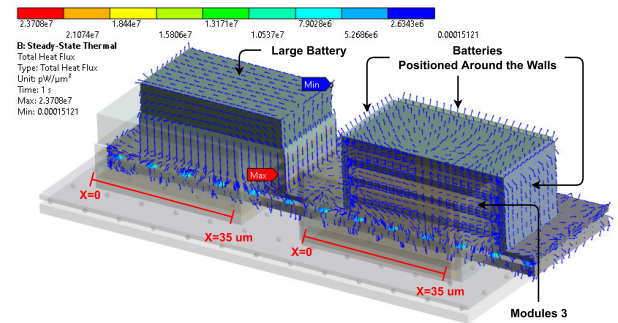 2.3708e7 1.844e7 1.3171e7 7.9028e6 2.6343e6
2.1074e7 1.5806e7 1.0537e7 5.2686e6 0.00015121
B: Steady-State Thermal
Total Heat Flux
Type: Total Heat Flux
Unit: pW/µm²
Time: 1 s
Max: 2.3708e7
Min: 0.00015121
Large Battery
Batteries
Positioned Around the Walls
Min
Max
X=0
X=35 um
X=0
X=35 um
Modules 3